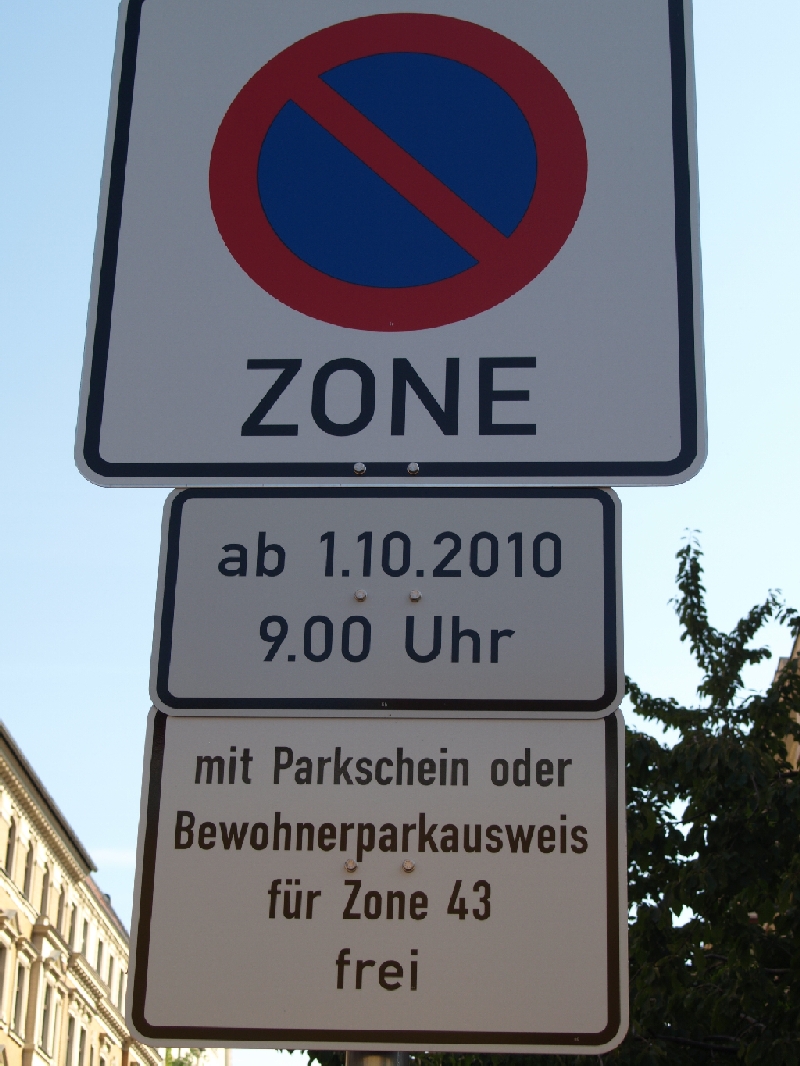 ZONE
ab 1.10.2010
9.00 Uhr
mit Parkschein oder
Bewohnerparkausweis
für Zone 43
frei